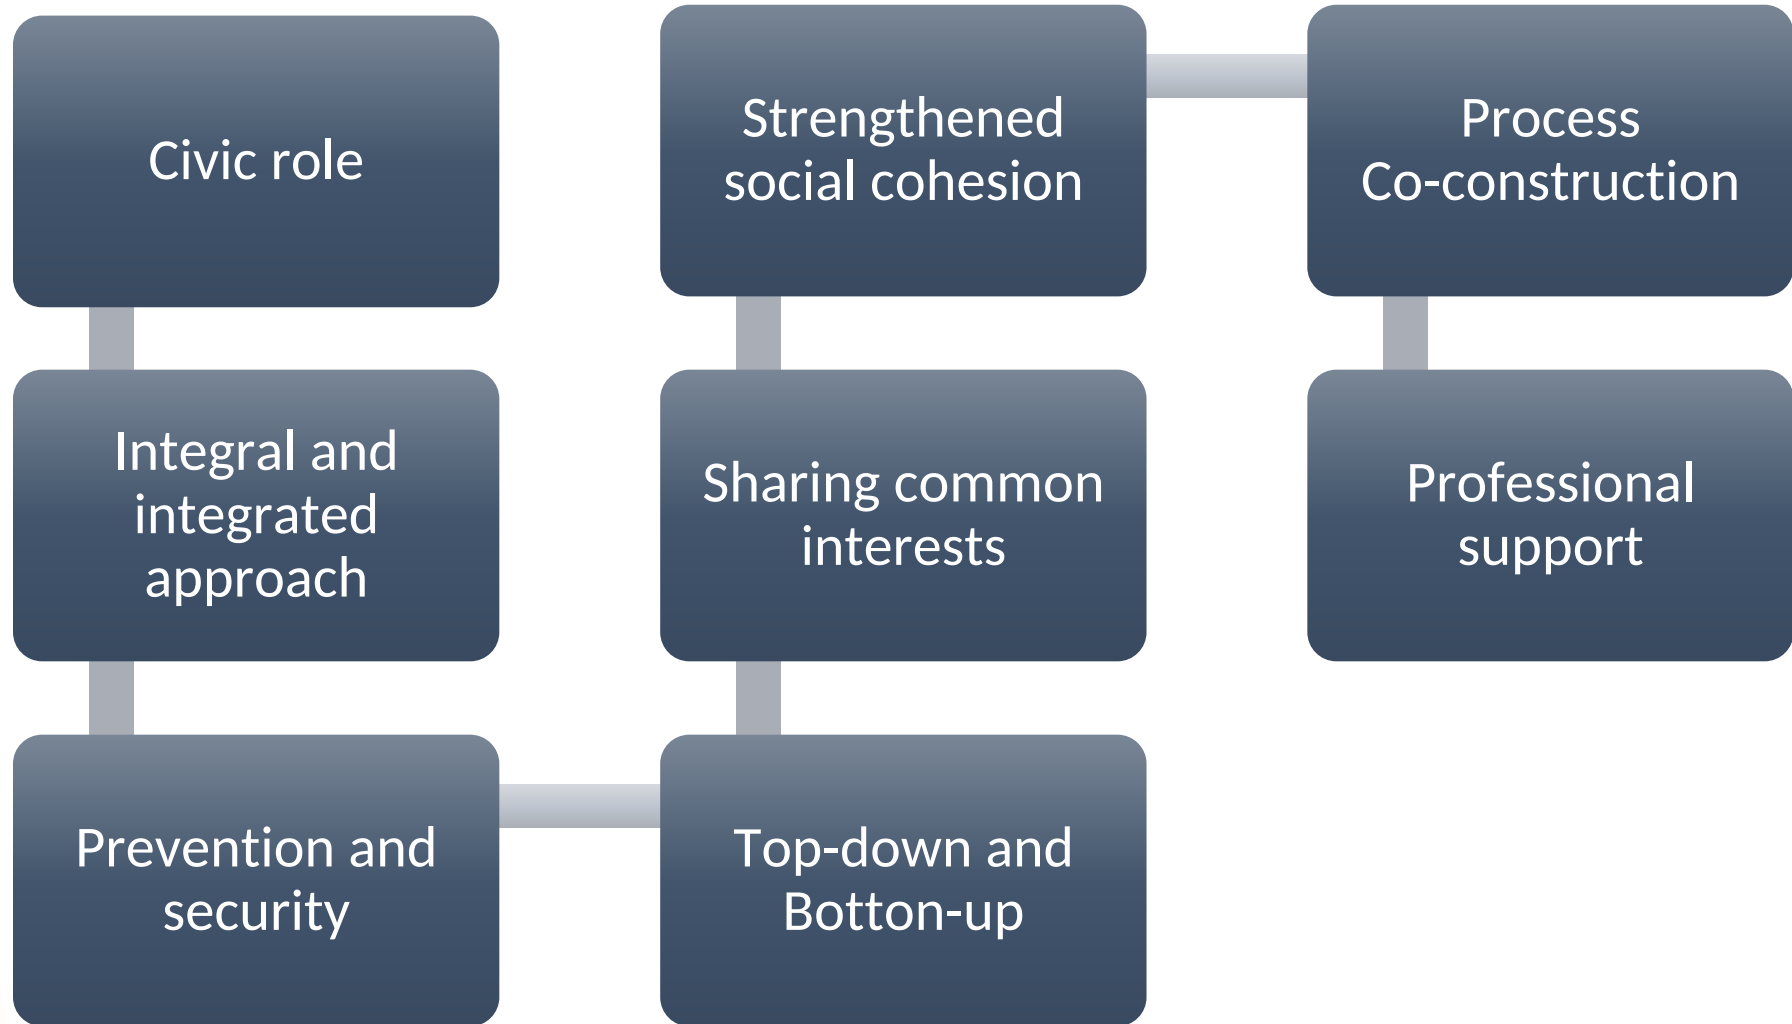 Civic role
Integral and
integrated
approach
Prevention and
security
Top-down and
Botton-up
Sharing common
interests
Strengthened
social cohesion
Process
Co-construction
Professional
support